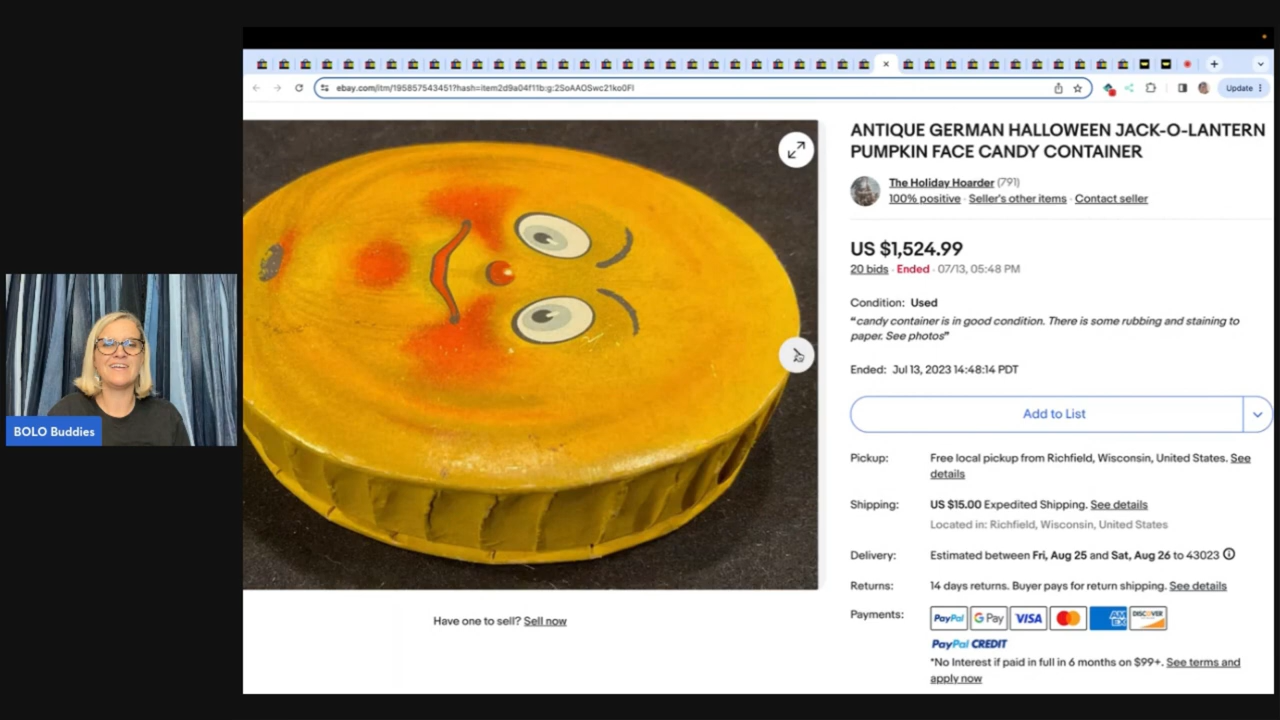 ebay.com/itm/195857543451?hash=item2d9a04f11b:g:2SoAAOSwc21ko0FI
Update
ANTIQUE GERMAN HALLOWEEN JACK-O-LANTERN
PUMPKIN FACE CANDY CONTAINER
The Holiday Hoarder (791)
100% positive · Seller's other items · Contact seller
US $1,524.99
20 bids · Ended · 07/13, 05:48 PM
Condition: Used
“candy container is in good condition. There is some rubbing and staining to
paper. See photos”
Ended: Jul 13, 2023 14:48:14 PDT
Add to List
Pickup: Free local pickup from Richfield, Wisconsin, United States. See
details
Shipping: US $15.00 Expedited Shipping. See details
Located in: Richfield, Wisconsin, United States
Delivery: Estimated between Fri, Aug 25 and Sat, Aug 26 to 43023
Returns: 14 days returns. Buyer pays for return shipping. See details
Payments: PayPal G Pay VISA AM EX DISCOVER
PayPal CREDIT
*No Interest if paid in full in 6 months on $99+. See terms and
apply now
Have one to sell? Sell now
BOLO Buddies